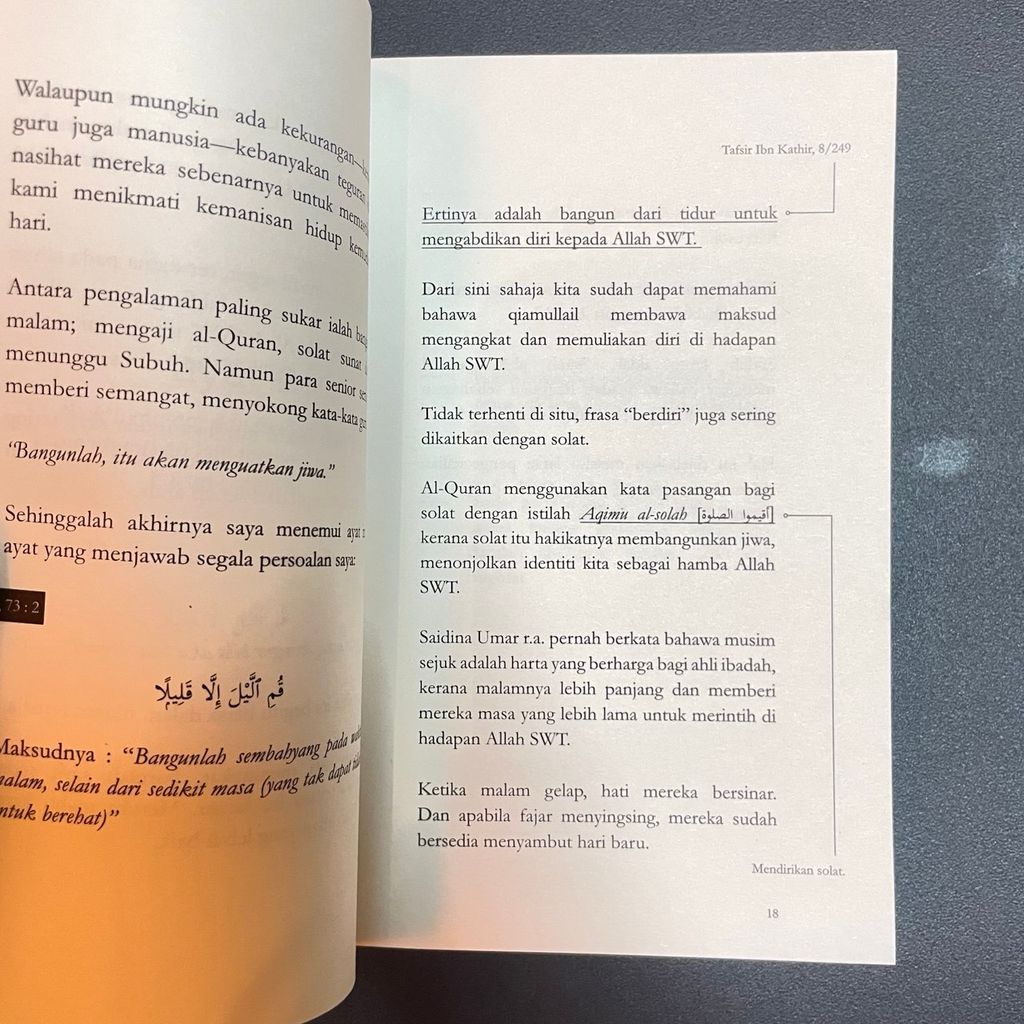 Walaupun mungkin ada kekurangan—
guru juga manusia—kebanyakan teguran
nasihat mereka sebenarnya untuk
kami menikmati kemanisan hidup
hari.
Antara pengalaman paling sukar ialah
malam; mengaji al-Quran, solat sunat
menunggu Subuh. Namun para senior
memberi semangat, menyokong kata-kata
“Bangunlah, itu akan menguatkan jiwa.”
Sehinggalah akhirnya saya menemui ayat
ayat yang menjawab segala persoalan saya:
73 : 2
قُمِ ٱلَّيْلَ إِلَّا قَلِيلًا
Maksudnya : “Bangunlah sembahyang pada
malam, selain dari sedikit masa (yang tak dapat
untuk berehat)”
Tafsir Ibn Kathir, 8/249
Ertinya adalah bangun dari tidur untuk
mengabdikan diri kepada Allah SWT.
Dari sini sahaja kita sudah dapat memahami
bahawa qiamullail membawa maksud
mengangkat dan memuliakan diri di hadapan
Allah SWT.
Tidak terhenti di situ, frasa “berdiri” juga sering
dikaitkan dengan solat.
Al-Quran menggunakan kata pasangan bagi
solat dengan istilah Aqimu al-solah [أقيموا الصلوة]
kerana solat itu hakikatnya membangunkan jiwa,
menonjolkan identiti kita sebagai hamba Allah
SWT.
Saidina Umar r.a. pernah berkata bahawa musim
sejuk adalah harta yang berharga bagi ahli ibadah,
kerana malamnya lebih panjang dan memberi
mereka masa yang lebih lama untuk merintih di
hadapan Allah SWT.
Ketika malam gelap, hati mereka bersinar.
Dan apabila fajar menyingsing, mereka sudah
bersedia menyambut hari baru.
Mendirikan solat.
18